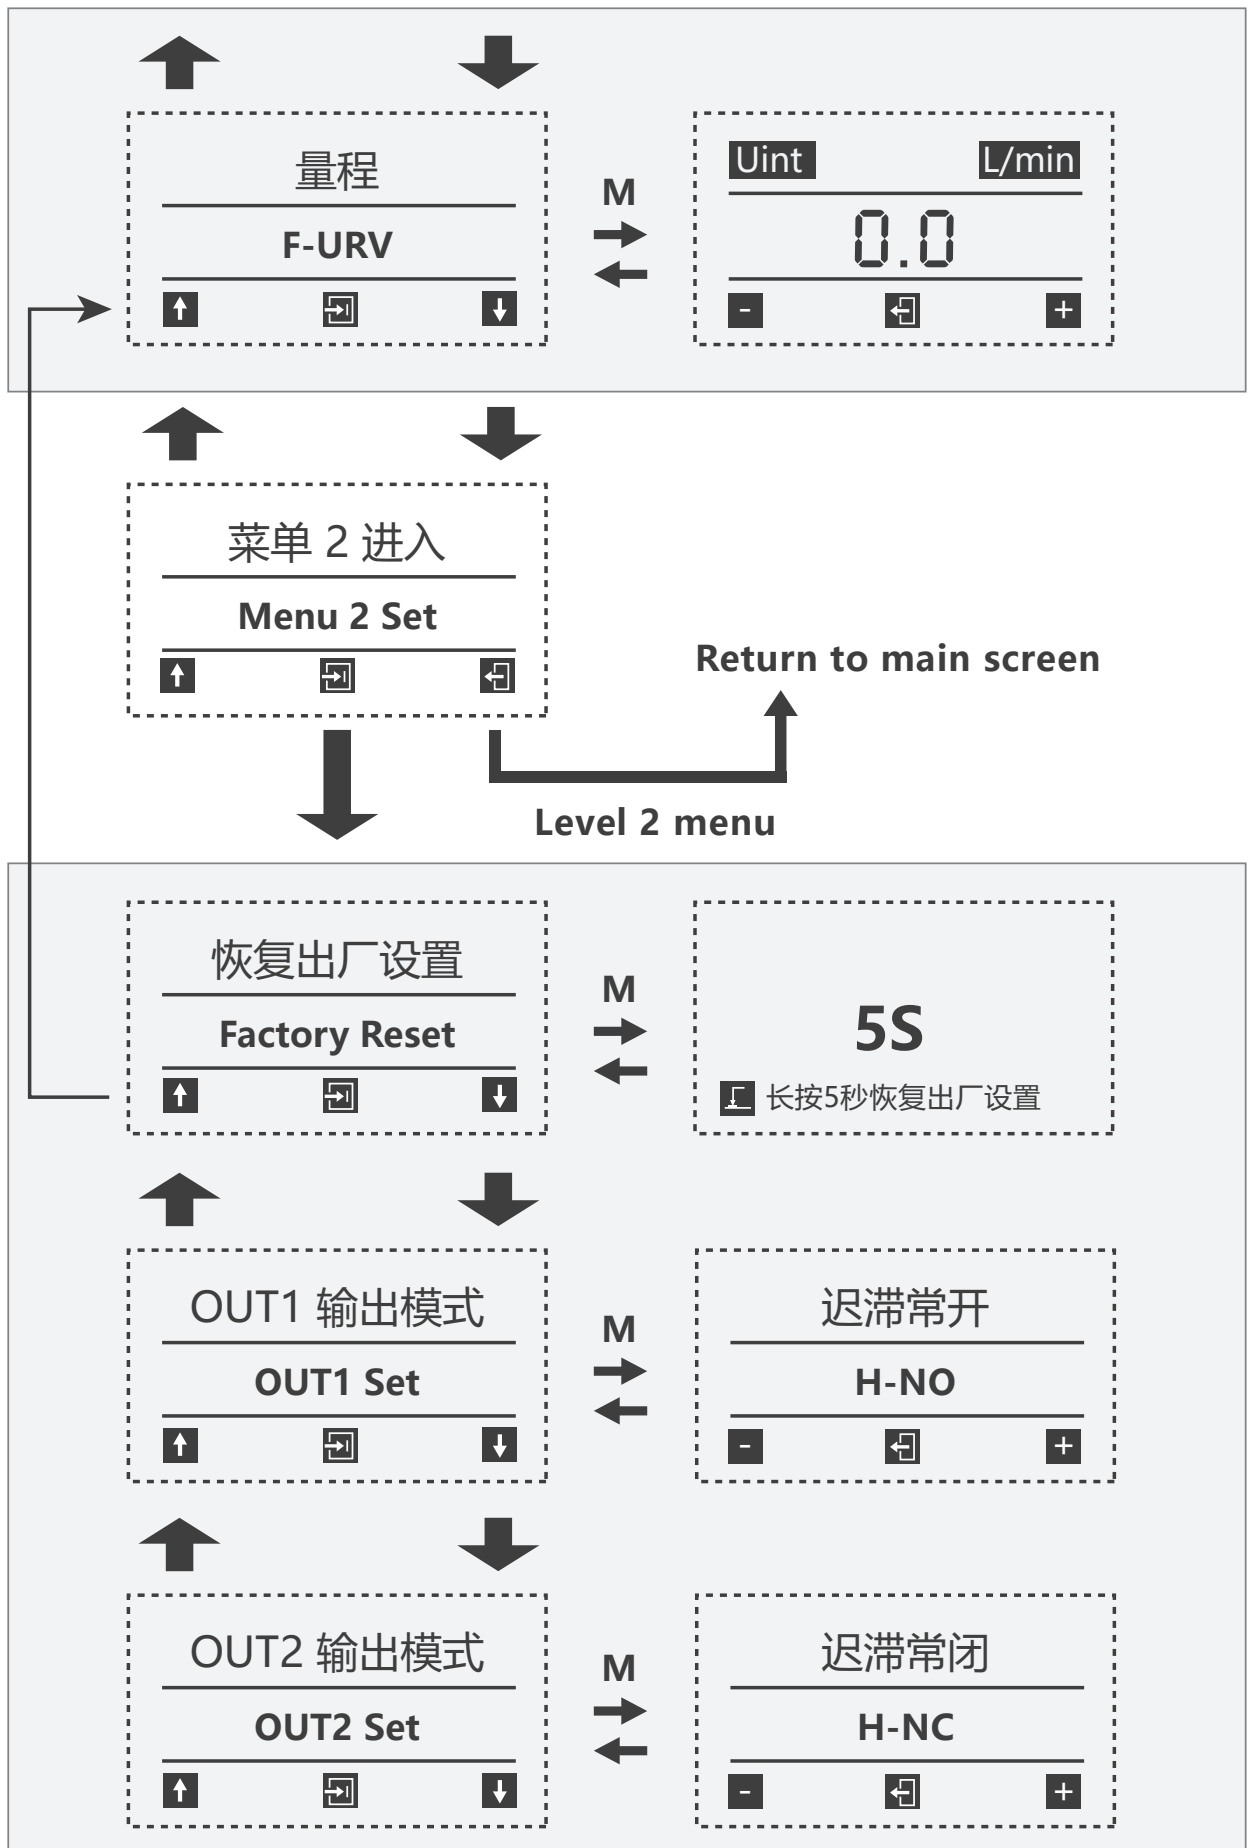 量程
F-URV
M
Uint
L/min
0.0
-
+
菜单 2 进入
Menu 2 Set
Return to main screen
Level 2 menu
恢复出厂设置
Factory Reset
M
5S
长按5秒恢复出厂设置
OUT1 输出模式
OUT1 Set
M
迟滞常开
H-NO
-
+
OUT2 输出模式
OUT2 Set
M
迟滞常闭
H-NC
-
+